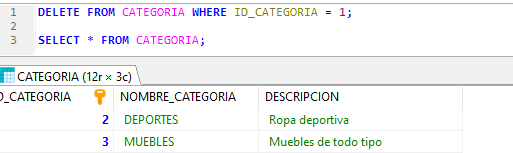 1 DELETE FROM CATEGORIA WHERE ID_CATEGORIA = 1;
2
3 SELECT * FROM CATEGORIA;
CATEGORIA (12r × 3c)
D_CATEGORIA NOMBRE_CATEGORIA DESCRIPCION
2 DEPORTES Ropa deportiva
3 MUEBLES Muebles de todo tipo